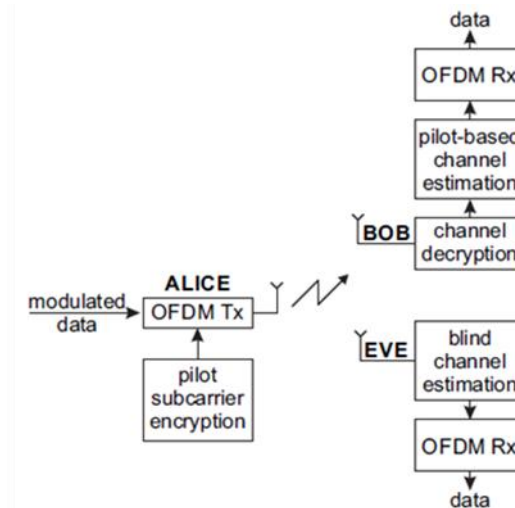 data
OFDM Rx
pilot-based
channel
estimation
BOB
channel
decryption
ALICE
modulated
data
OFDM Tx
pilot
subcarrier
encryption
EVE
blind
channel
estimation
OFDM Rx
data